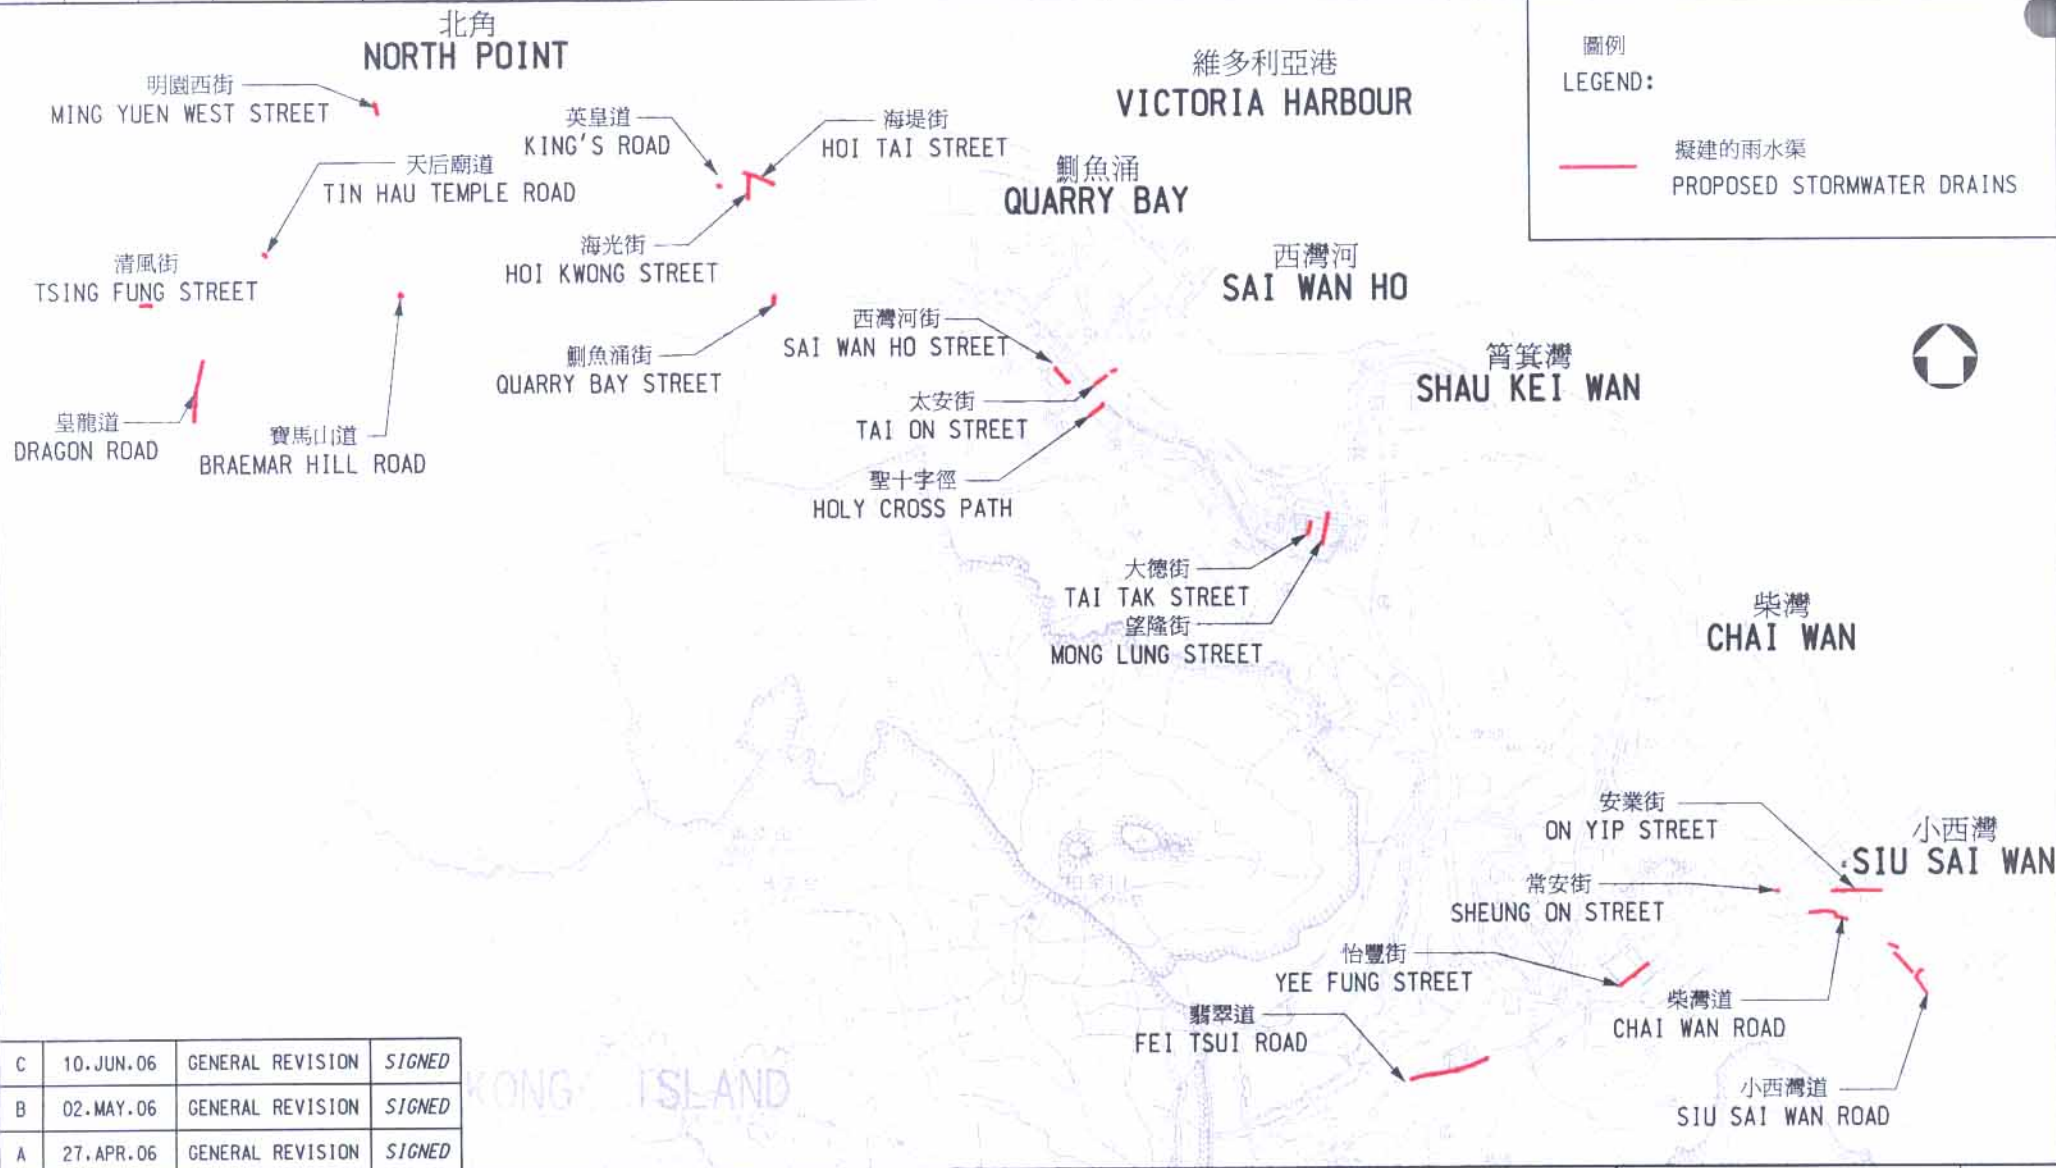 北角
NORTH POINT
明園西街
MING YUEN WEST STREET
天后廟道
TIN HAU TEMPLE ROAD
清風街
TSING FUNG STREET
皇龍道
DRAGON ROAD
寶馬山道
BRAEMAR HILL ROAD
英皇道
KING'S ROAD
海堤街
HOI TAI STREET
海光街
HOI KWONG STREET
鰂魚涌街
QUARRY BAY STREET
維多利亞港
VICTORIA HARBOUR
鰂魚涌
QUARRY BAY
西灣河
SAI WAN HO
西灣河街
SAI WAN HO STREET
太安街
TAI ON STREET
聖十字徑
HOLY CROSS PATH
筲箕灣
SHAU KEI WAN
大德街
TAI TAK STREET
望隆街
MONG LUNG STREET
柴灣
CHAI WAN
安業街
ON YIP STREET
小西灣
SIU SAI WAN
常安街
SHEUNG ON STREET
怡豐街
YEE FUNG STREET
柴灣道
CHAI WAN ROAD
翡翠道
FEI TSUI ROAD
小西灣道
SIU SAI WAN ROAD
圖例
LEGEND:
擬建的雨水渠
PROPOSED STORMWATER DRAINS
KONG ISLAND
C 10.JUN.06 GENERAL REVISION SIGNED
B 02.MAY.06 GENERAL REVISION SIGNED
A 27.APR.06 GENERAL REVISION SIGNED